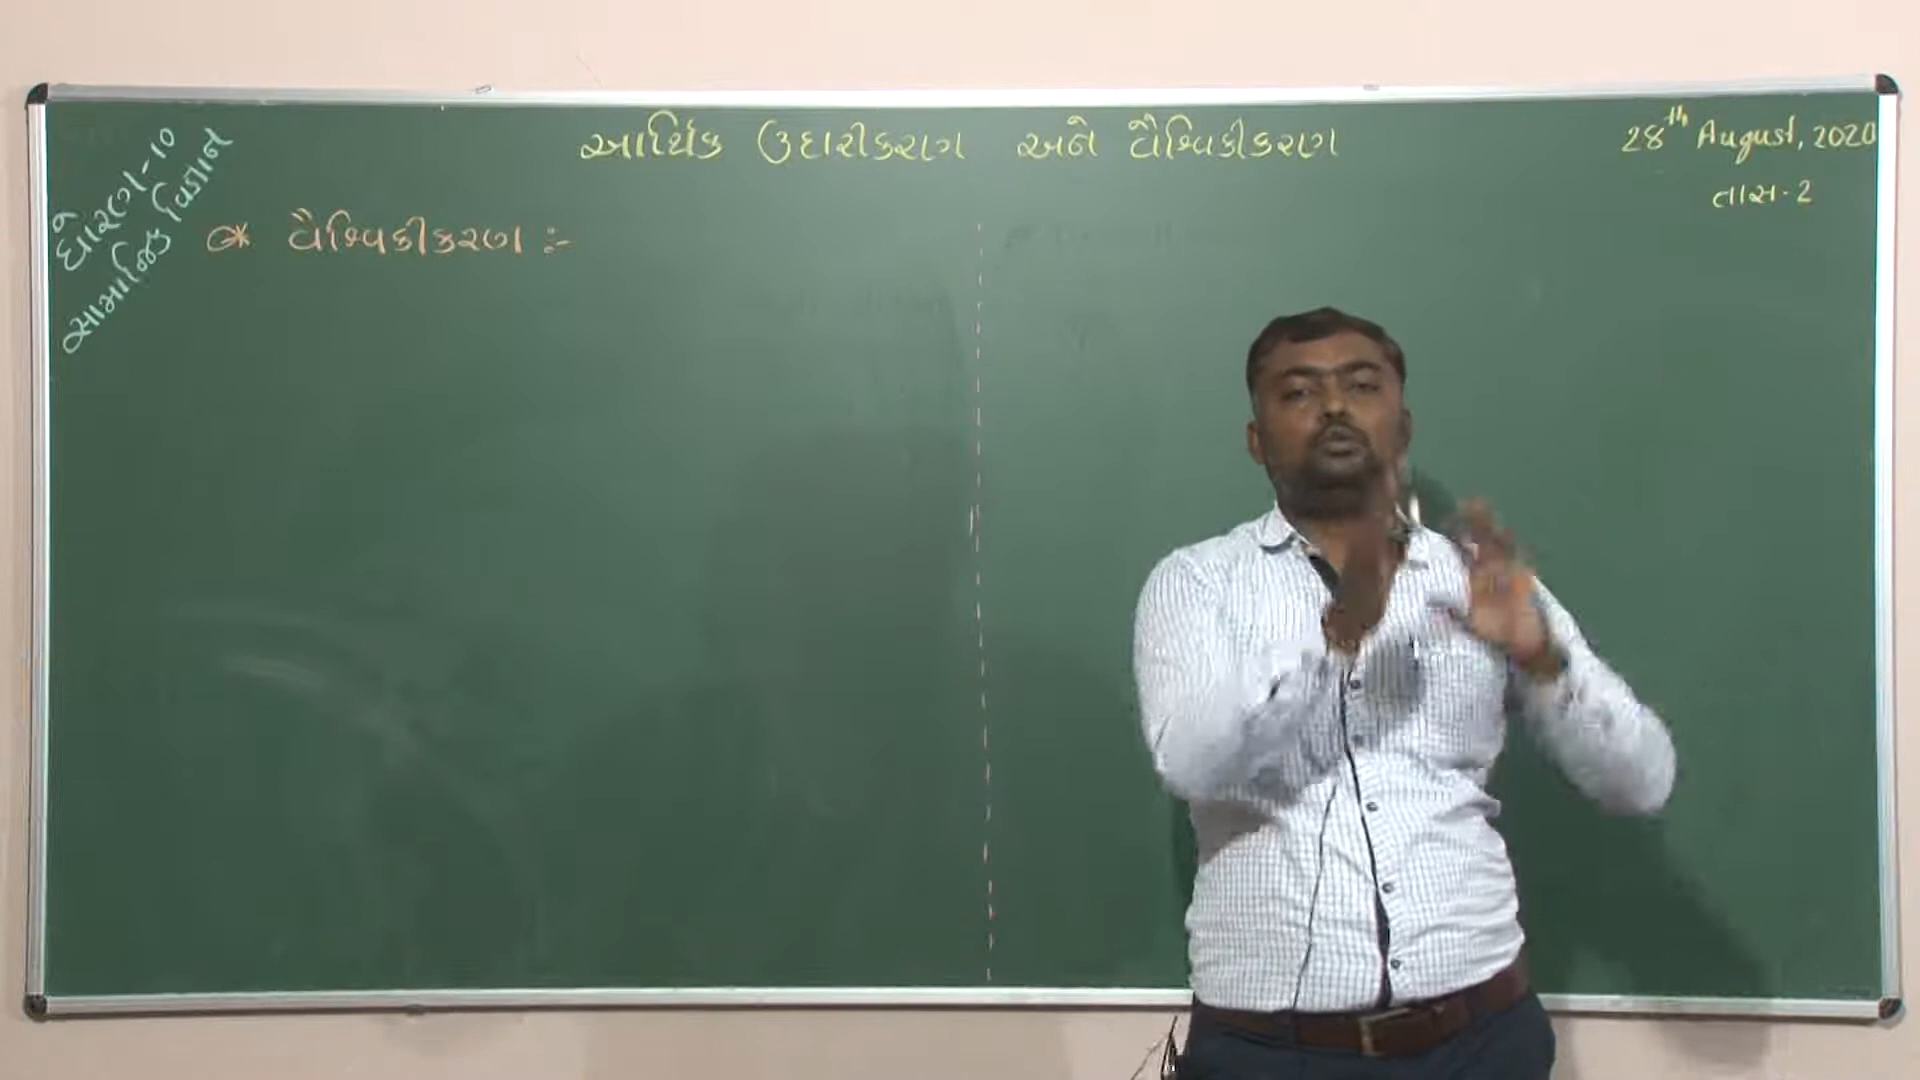 ધોરણ-10
સામાજિક વિજ્ઞાન
આર્થિક ઉદારીકરણ અને વૈશ્વિકીકરણ
28th August, 2020
તાસ-2
* વૈશ્વિકીકરણ :-